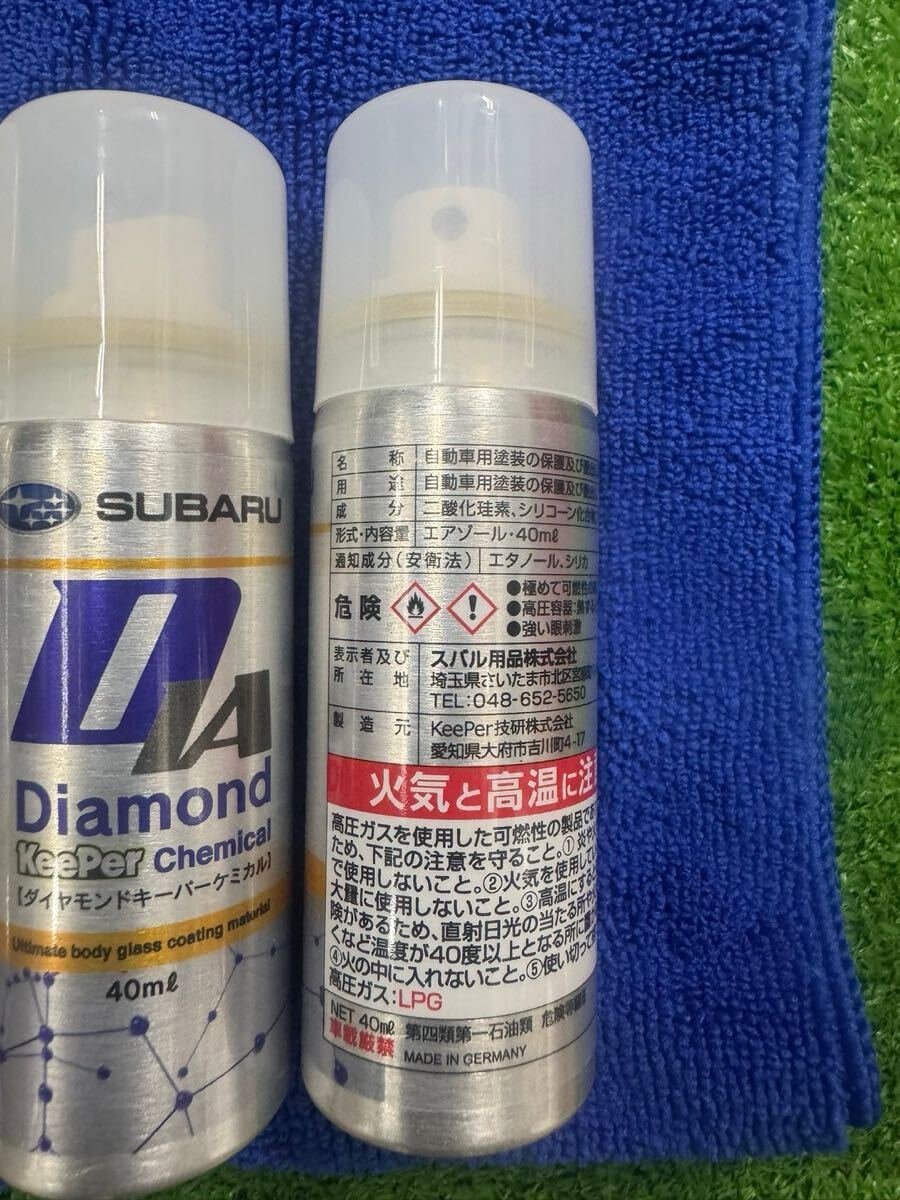 SUBARU
DIA
Diamond
KeePer Chemical
【ダイヤモンドキーパーケミカル】
Ultimate body glass coating material
40mℓ
名 称 自動車用塗装の保護及び
用 途 自動車用塗装の保護及び
成 分 二酸化珪素、シリコーン化合
形式・内容量 エアゾール・40mℓ
通知成分(安衛法) エタノール、シリカ
危険
●極めて可燃性の
●高圧容器:熱する
●強い眼刺激
表示者及び スバル用品株式会社
所在地 埼玉県さいたま市北区宮原町
TEL:048-652-5650
製造元 KeePer技研株式会社
愛知県大府市吉川町4-17
火気と高温に注
高圧ガスを使用した可燃性の製品であ
ため、下記の注意を守ること。①炎や
で使用しないこと。②火気を使用して
大量に使用しないこと。③高温にすると
険があるため、直射日光の当たる所や
くなど温度が40度以上となる所に置
④火の中に入れないこと。⑤使い切って
高圧ガス:LPG
NET 40mℓ 第四類第一石油類 危険等級
車載厳禁 MADE IN GERMANY